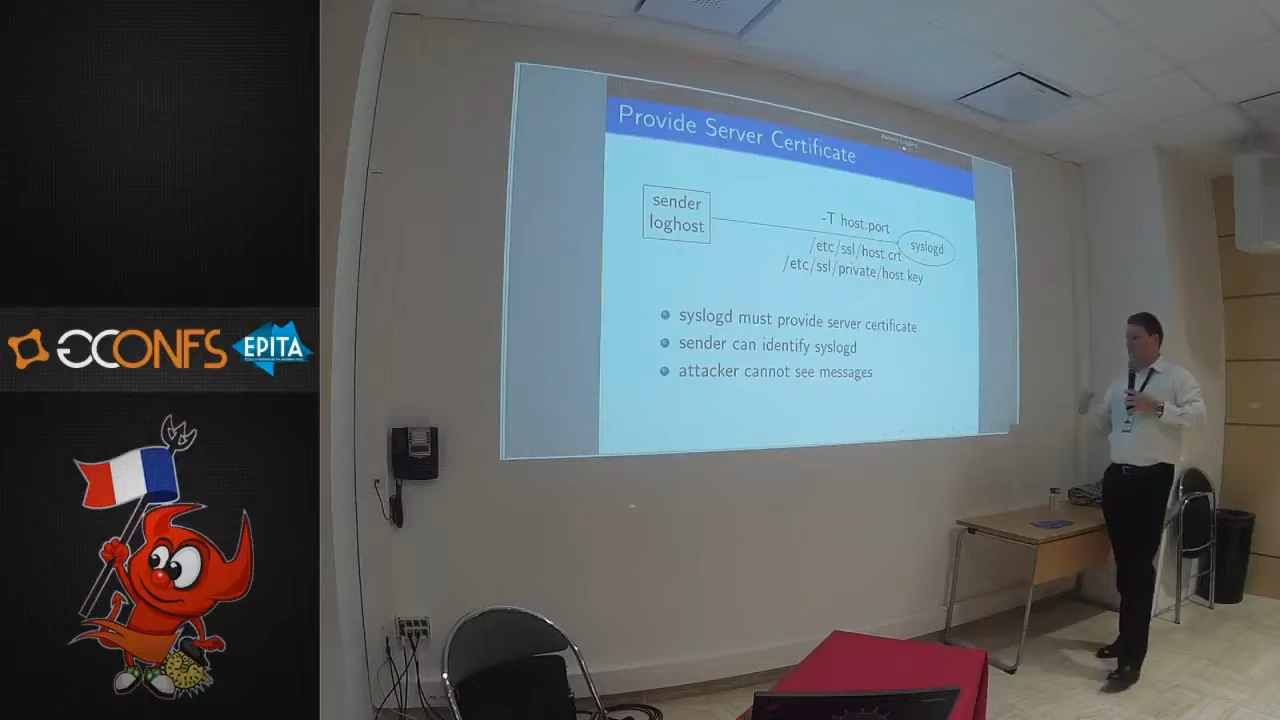 Provide Server Certificate
sender
loghost
-T host:port
/etc/ssl/host.crt
/etc/ssl/private/host.key
syslogd
syslogd must provide server certificate
sender can identify syslogd
attacker cannot see messages
GCONFS
EPITA